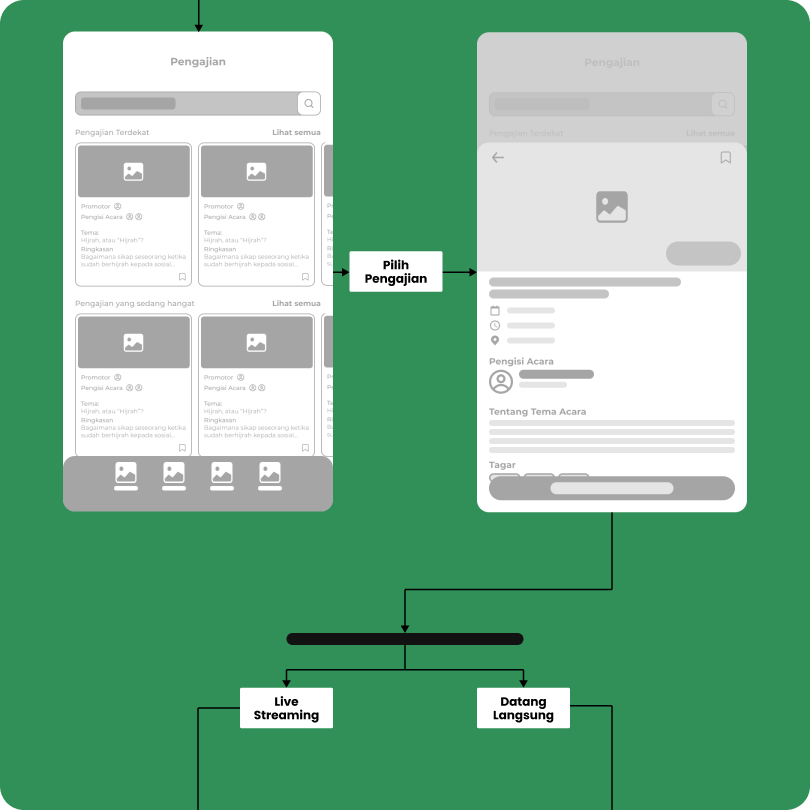 Pengajian
Pengajian Terdekat
Lihat semua
Promotor
Pengisi Acara
Tema:
Hijrah, atau "Hijrah"?
Ringkasan
Bagaimana sikap seseorang ketika
sudah berhijrah kepada sosial...
Promotor
Pengisi Acara
Tema:
Hijrah, atau "Hijrah"?
Ringkasan
Bagaimana sikap seseorang ketika
sudah berhijrah kepada sosial...
Pengajian yang sedang hangat
Lihat semua
Promotor
Pengisi Acara
Tema:
Hijrah, atau "Hijrah"?
Ringkasan
Bagaimana sikap seseorang ketika
sudah berhijrah kepada sosial...
Promotor
Pengisi Acara
Tema:
Hijrah, atau "Hijrah"?
Ringkasan
Bagaimana sikap seseorang ketika
sudah berhijrah kepada sosial...
Pilih
Pengajian
Pengajian
Pengajian Terdekat
Lihat semua
Pengisi Acara
Tentang Tema Acara
Tagar
Live
Streaming
Datang
Langsung